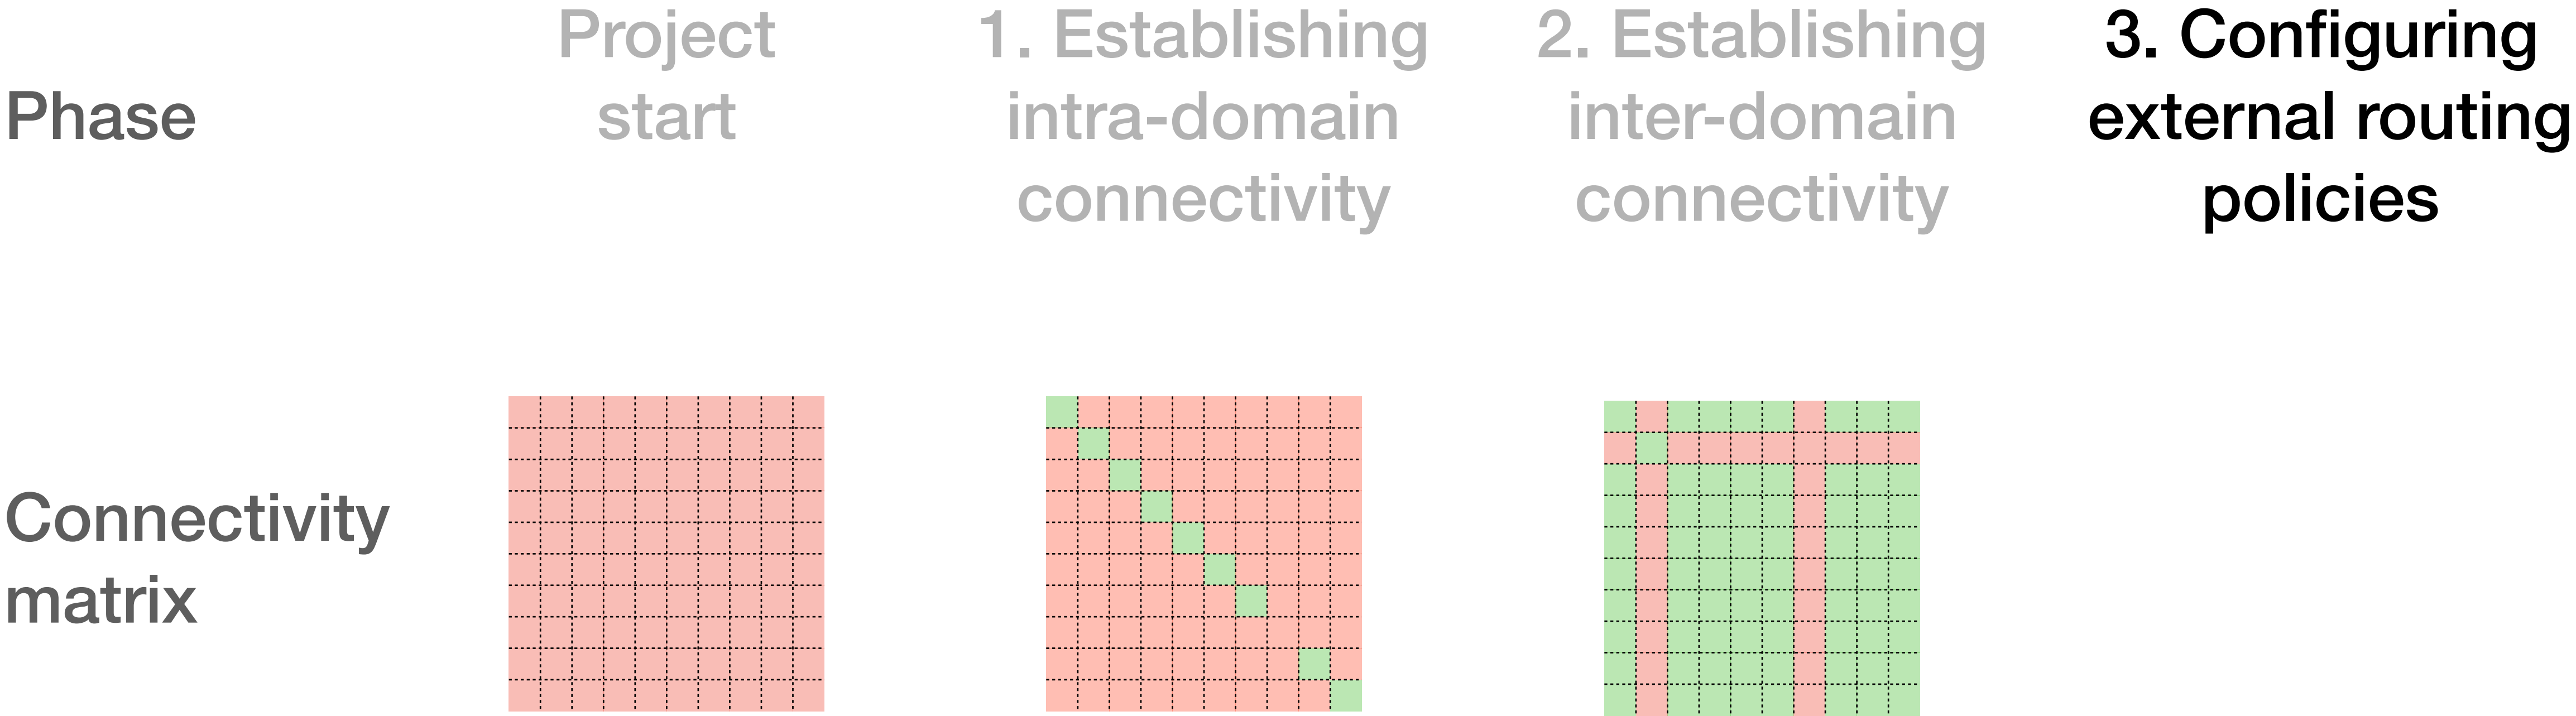 Phase
Project
start
1. Establishing
intra-domain
connectivity
2. Establishing
inter-domain
connectivity
3. Configuring
external routing
policies
Connectivity
matrix